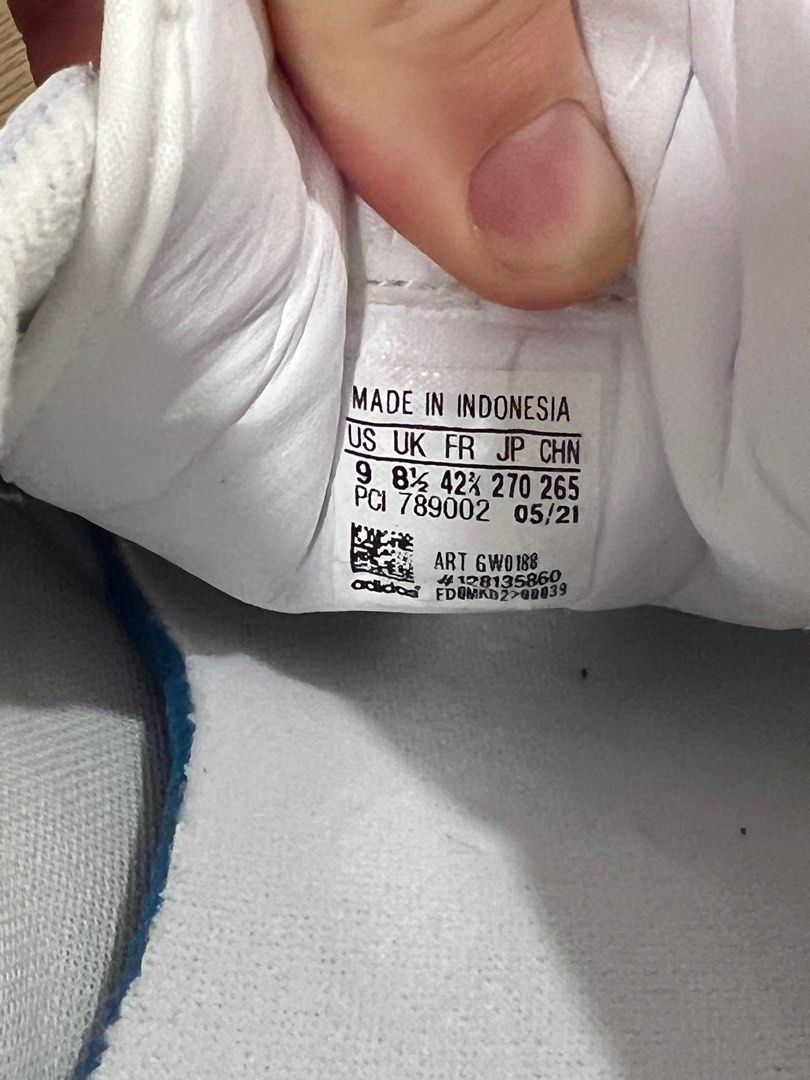 MADE IN INDONESIA
US UK FR JP CHN
9 8½ 42⅔ 270 265
PCI 789002 05/21
ART GW0188
#128135860
adidas